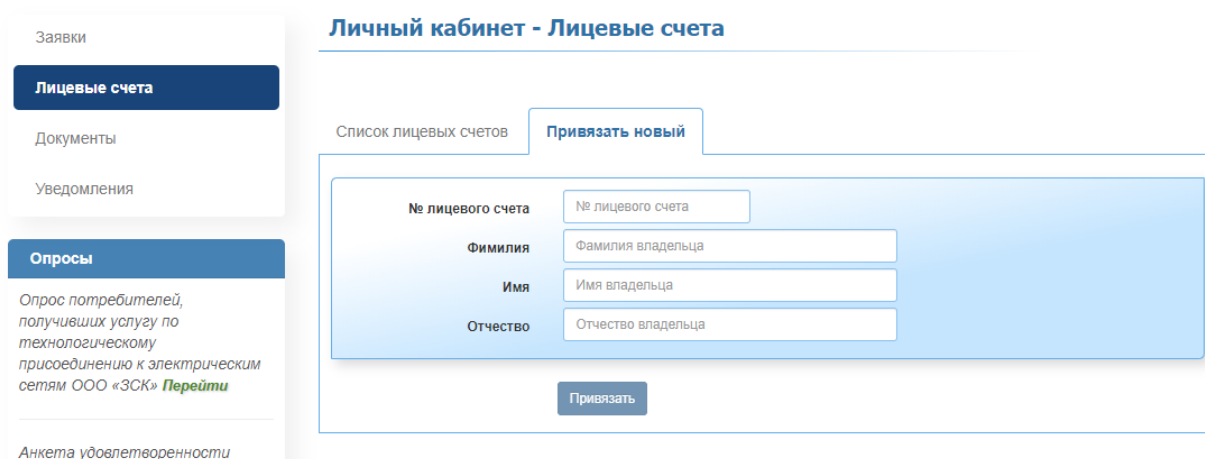 Заявки
Лицевые счета
Документы
Уведомления
Опросы
Опрос потребителей,
получивших услугу по
технологическому
присоединению к электрическим
сетям ООО «ЗСК» Перейти
Анкета удовлетворенности
Личный кабинет - Лицевые счета
Список лицевых счетов
Привязать новый
№ лицевого счета № лицевого счета
Фимилия Фамилия владельца
Имя Имя владельца
Отчество Отчество владельца
Привязать